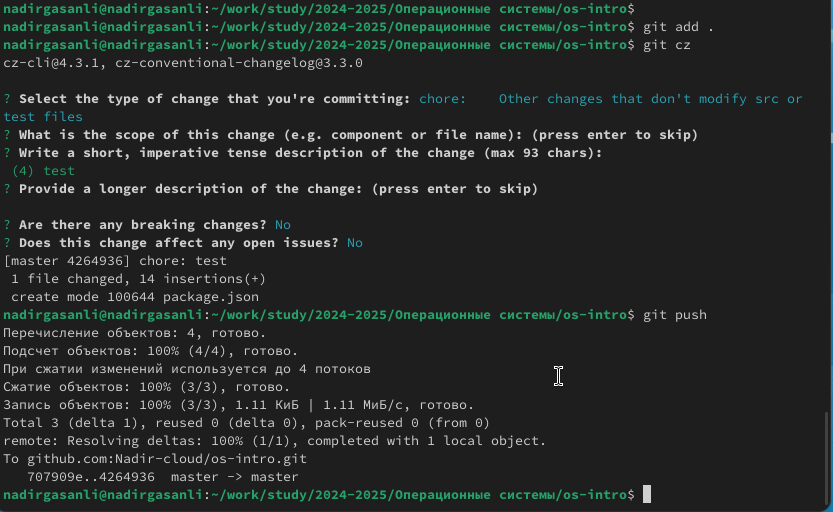 nadirgasanli@nadirgasanli:~/work/study/2024-2025/Операционные системы/os-intro$
nadirgasanli@nadirgasanli:~/work/study/2024-2025/Операционные системы/os-intro$ git add .
nadirgasanli@nadirgasanli:~/work/study/2024-2025/Операционные системы/os-intro$ git cz
cz-cli@4.3.1, cz-conventional-changelog@3.3.0
? Select the type of change that you're committing: chore:    Other changes that don't modify src or
test files
? What is the scope of this change (e.g. component or file name): (press enter to skip)
? Write a short, imperative tense description of the change (max 93 chars):
 (4) test
? Provide a longer description of the change: (press enter to skip)
? Are there any breaking changes? No
? Does this change affect any open issues? No
[master 4264936] chore: test
 1 file changed, 14 insertions(+)
 create mode 100644 package.json
nadirgasanli@nadirgasanli:~/work/study/2024-2025/Операционные системы/os-intro$ git push
Перечисление объектов: 4, готово.
Подсчет объектов: 100% (4/4), готово.
При сжатии изменений используется до 4 потоков
Сжатие объектов: 100% (3/3), готово.
Запись объектов: 100% (3/3), 1.11 КиБ | 1.11 МиБ/с, готово.
Total 3 (delta 1), reused 0 (delta 0), pack-reused 0 (from 0)
remote: Resolving deltas: 100% (1/1), completed with 1 local object.
To github.com:Nadir-cloud/os-intro.git
   707909e..4264936  master -> master
nadirgasanli@nadirgasanli:~/work/study/2024-2025/Операционные системы/os-intro$